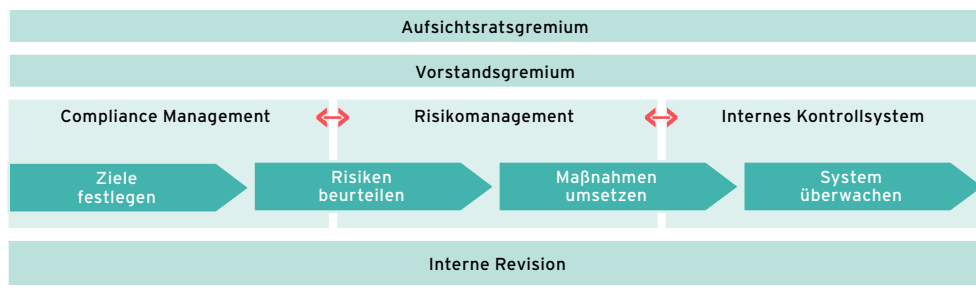 Aufsichtsratsgremium
Vorstandsgremium
Compliance Management
Risikomanagement
Internes Kontrollsystem
Ziele
festlegen
Risiken
beurteilen
Maßnahmen
umsetzen
System
überwachen
Interne Revision